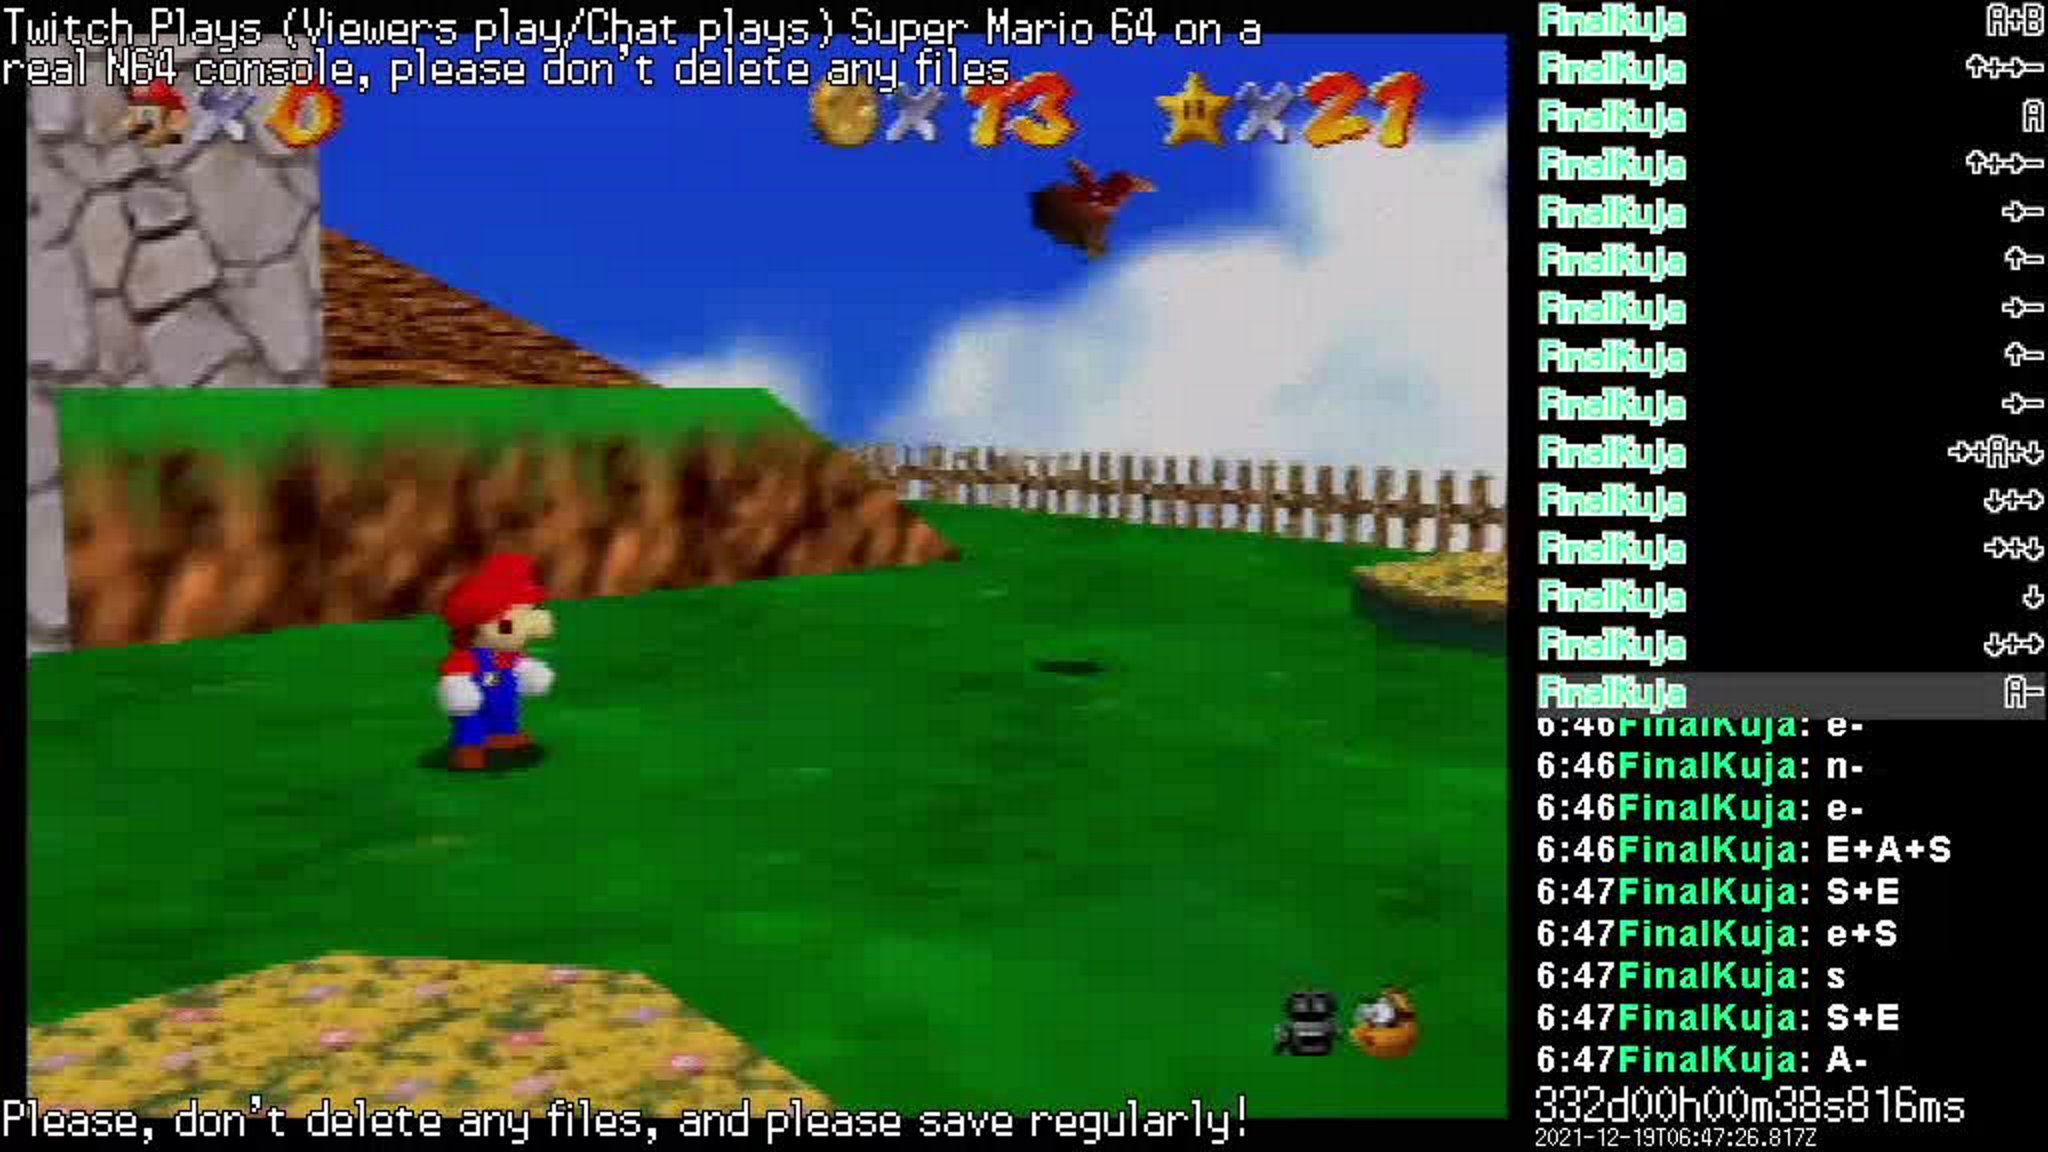 Twitch Plays (Viewers play/Chat plays) Super Mario 64 on a
real N64 console, please don't delete any files
× 0 × 13 × 21
FinalKuja A+B
FinalKuja ↑+→-
FinalKuja A
FinalKuja ↑+→-
FinalKuja →-
FinalKuja ↑-
FinalKuja →-
FinalKuja ↑-
FinalKuja →-
FinalKuja →+A+↓
FinalKuja ↓+→
FinalKuja →+↓
FinalKuja ↓
FinalKuja ↓+→
FinalKuja A-
6:46FinalKuja: e-
6:46FinalKuja: n-
6:46FinalKuja: e-
6:46FinalKuja: E+A+S
6:47FinalKuja: S+E
6:47FinalKuja: e+S
6:47FinalKuja: s
6:47FinalKuja: S+E
6:47FinalKuja: A-
332d00h00m38s816ms
2021-12-19T06:47:26.817Z
Please, don't delete any files, and please save regularly!